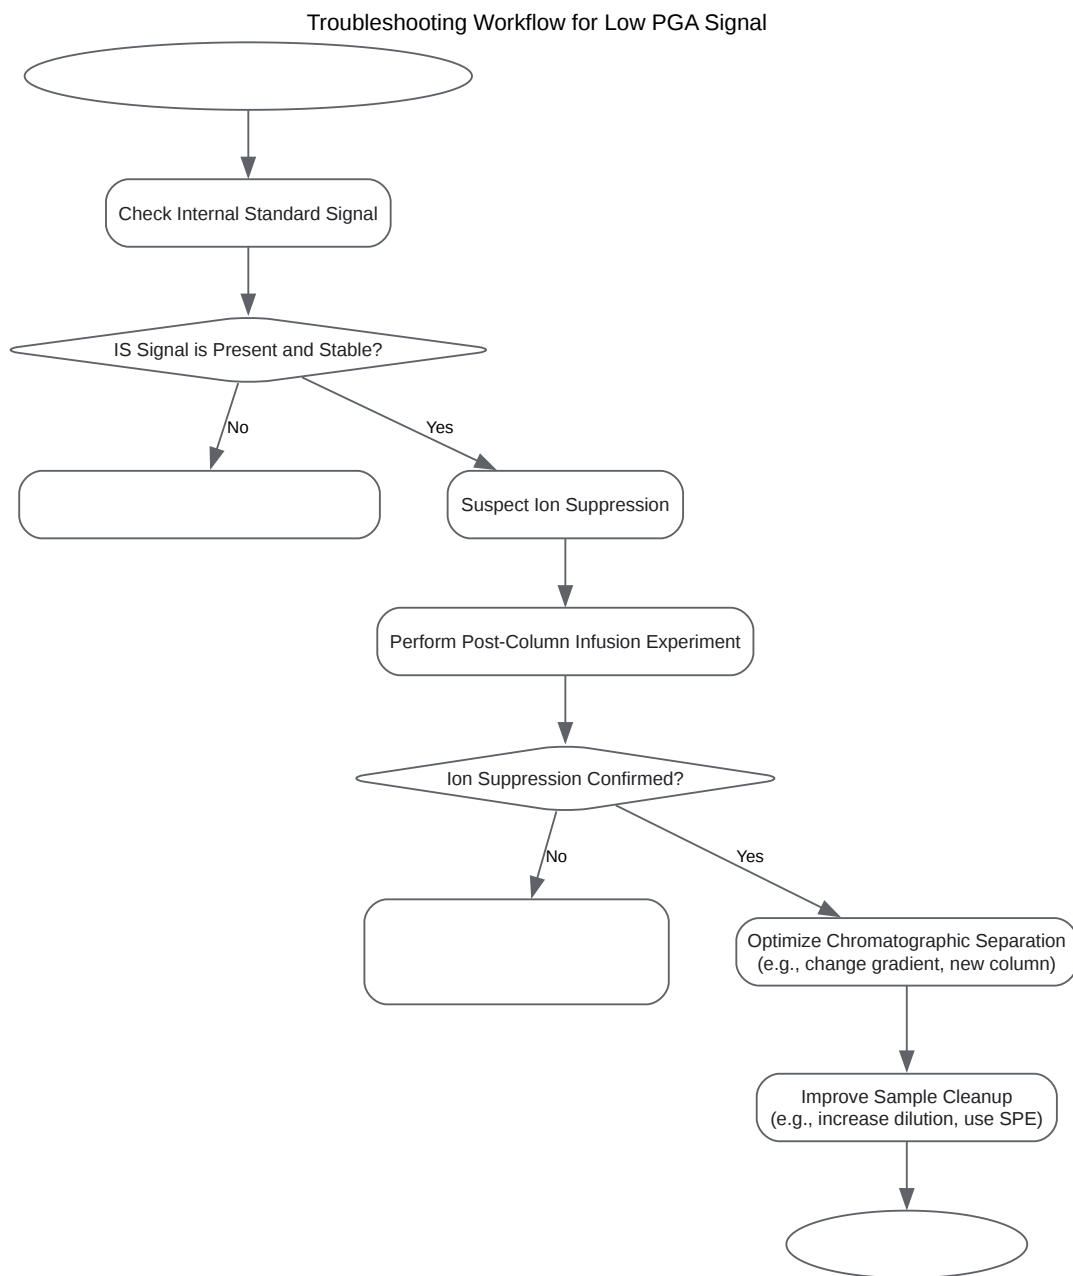 Troubleshooting Workflow for Low PGA Signal
Check Internal Standard Signal
IS Signal is Present and Stable?
No
Yes
Suspect Ion Suppression
Perform Post-Column Infusion Experiment
Ion Suppression Confirmed?
No
Yes
Optimize Chromatographic Separation
(e.g., change gradient, new column)
Improve Sample Cleanup
(e.g., increase dilution, use SPE)